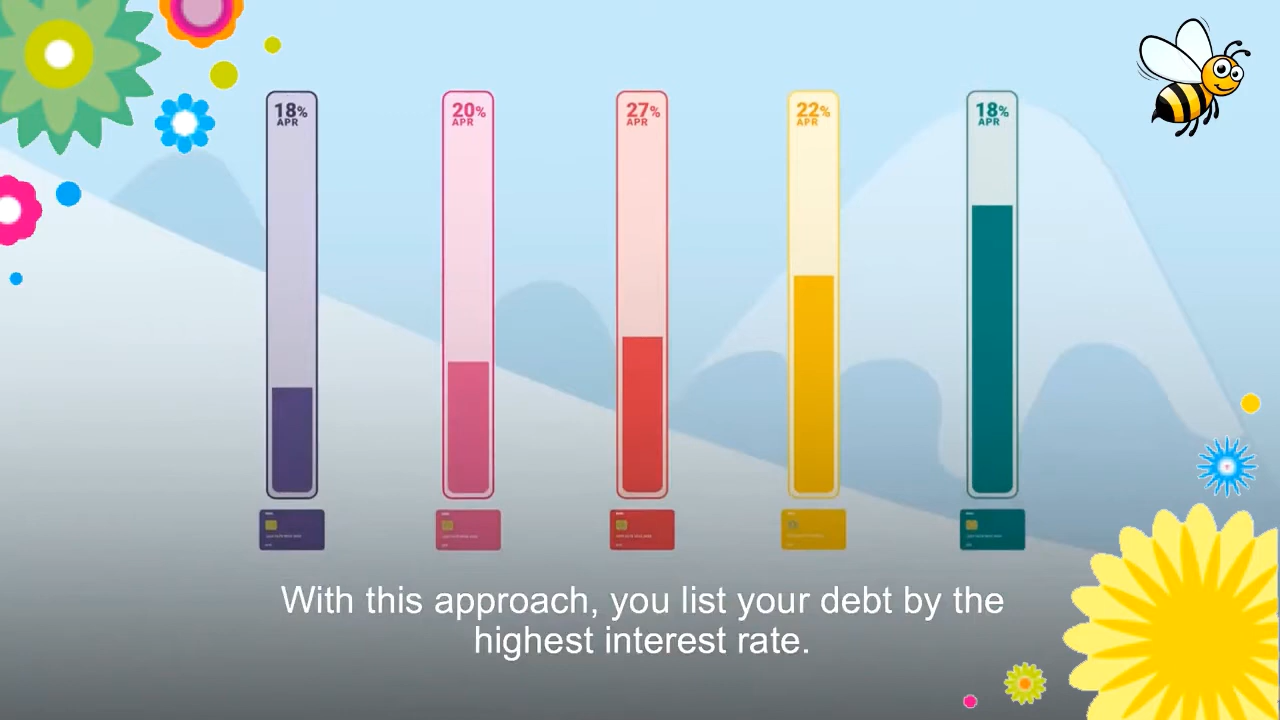 18%
APR
20%
APR
27%
APR
22%
APR
18%
APR
With this approach, you list your debt by the
highest interest rate.